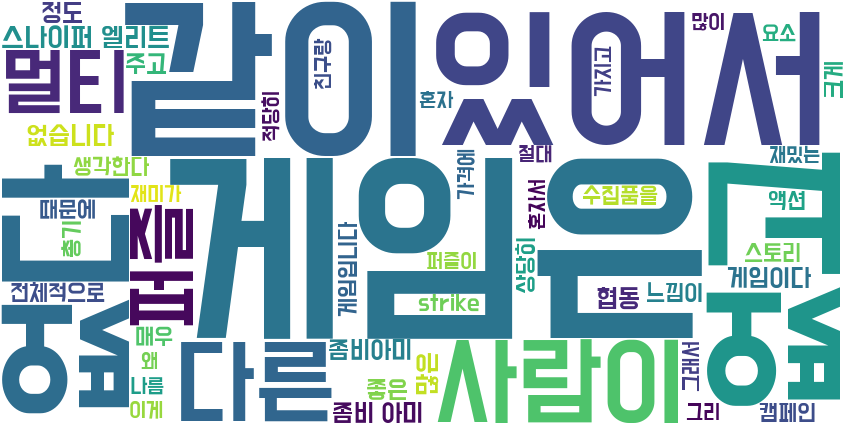 정도
스나이퍼 엘리트
멀티
주고
같이
친구랑
적당히
있어서
혼자
가지고
많이
요소
크게
없습니다
생각한다
재미가
때문에
총기
퍼즐
전체적으로
게임은
게임입니다
가격에
절대
혼자서
수집품을
재밌는
액션
스토리
게임이다
퍼즐이
strike
상당히
협동
느낌이
매우
왜
나름
이게
다른
좀비아미
좀비 아미
좋은
많은
사람이
그래서
그리
캠페인